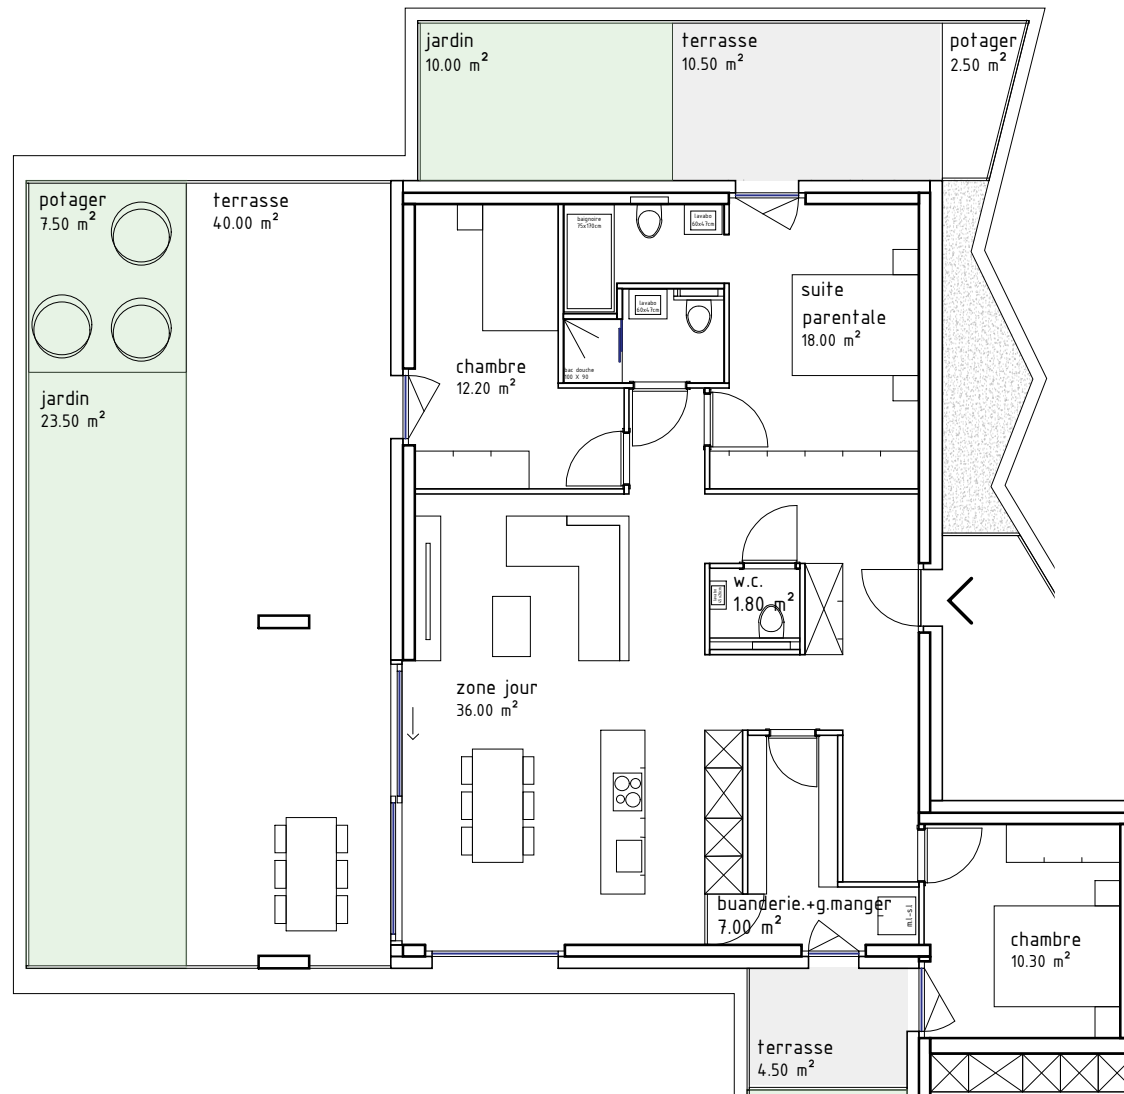 jardin
10.00 m²
terrasse
10.50 m²
potager
2.50 m²
potager
7.50 m²
terrasse
40.00 m²
baignoire
75x170cm
lavabo
60x47cm
suite
parentale
18.00 m²
lavabo
60x47cm
chambre
12.20 m²
bac douche
100 X 90
jardin
23.50 m²
w.c.
1.80 m²
zone jour
36.00 m²
buanderie.+g.manger
7.00 m²
m.l-s.l
chambre
10.30 m²
terrasse
4.50 m²